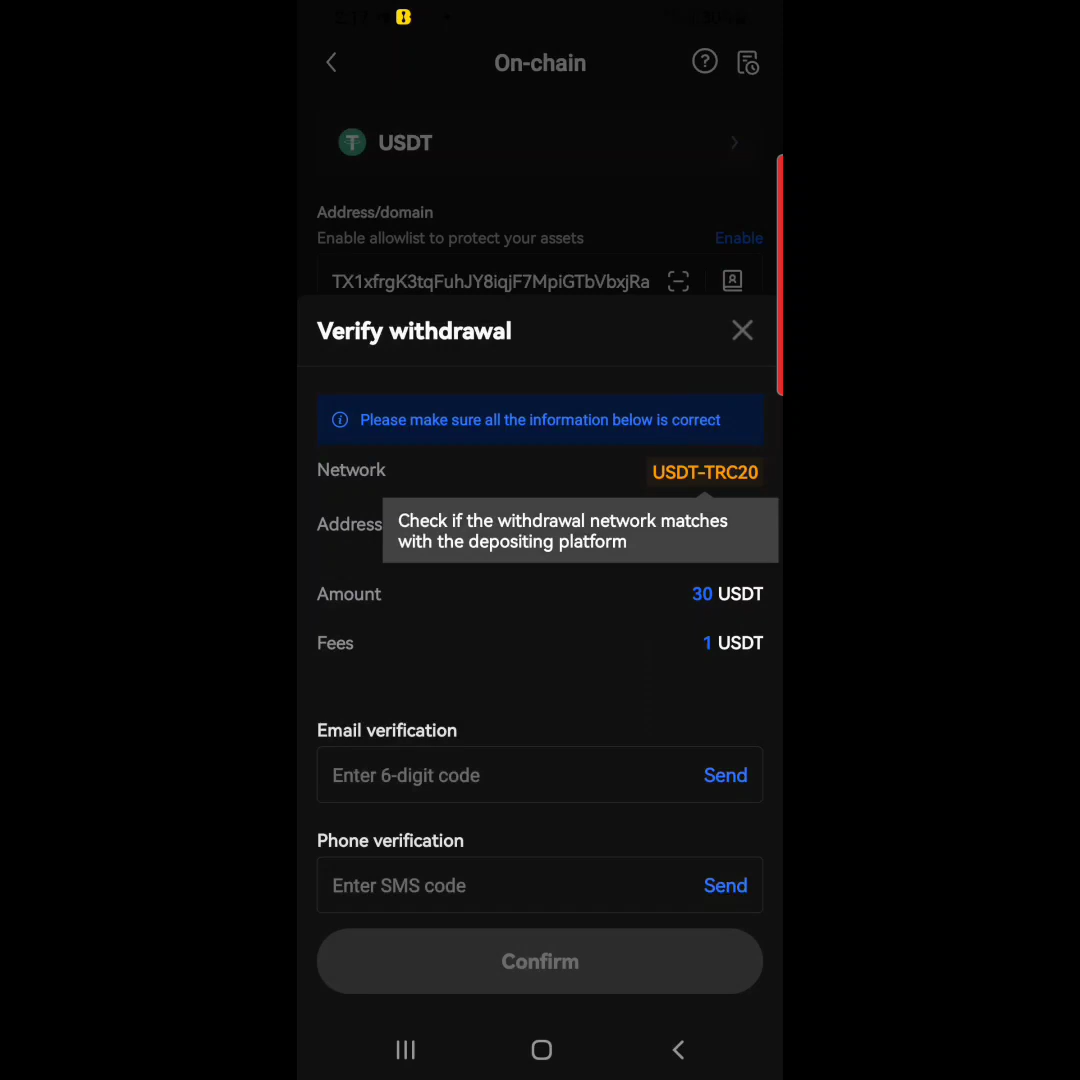 On-chain
USDT
Address/domain
Enable allowlist to protect your assets
Enable
TX1xfrgK3tqFuhJY8iqjF7MpiGTbVbxjRa
Verify withdrawal
Please make sure all the information below is correct
Network
USDT-TRC20
Address
Check if the withdrawal network matches
with the depositing platform
Amount
30 USDT
Fees
1 USDT
Email verification
Enter 6-digit code
Send
Phone verification
Enter SMS code
Send
Confirm